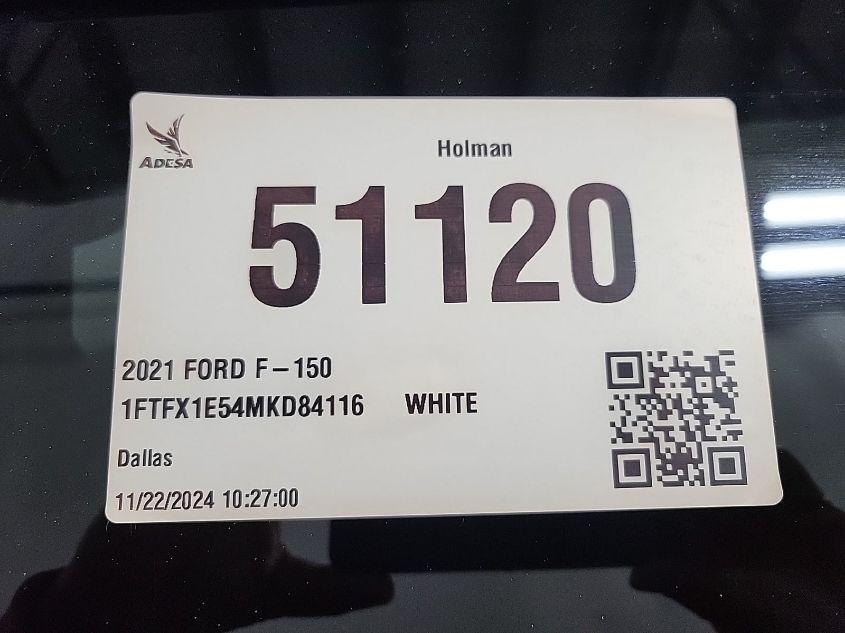 ADESA
Holman
51120
2021 FORD F-150
1FTFX1E54MKD84116 WHITE
Dallas
11/22/2024 10:27:00